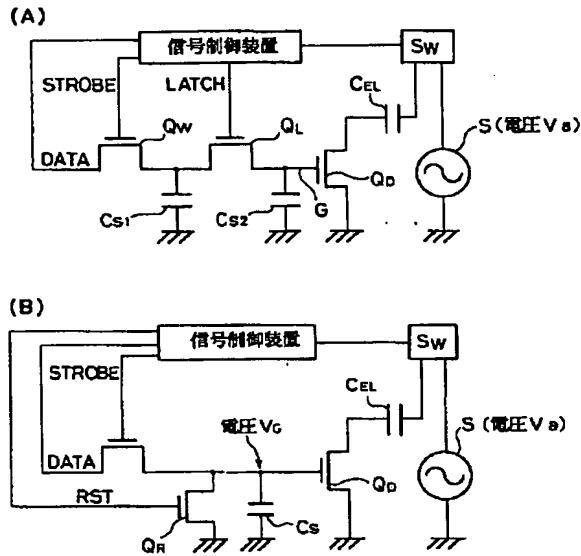 (A)
信号制御装置
SW
STROBE
LATCH
CEL
QW
QL
S(電圧Va)
DATA
QD
CS1
CS2
G
(B)
信号制御装置
SW
STROBE
CEL
電圧VG
S(電圧Va)
DATA
QD
RST
CS
QR